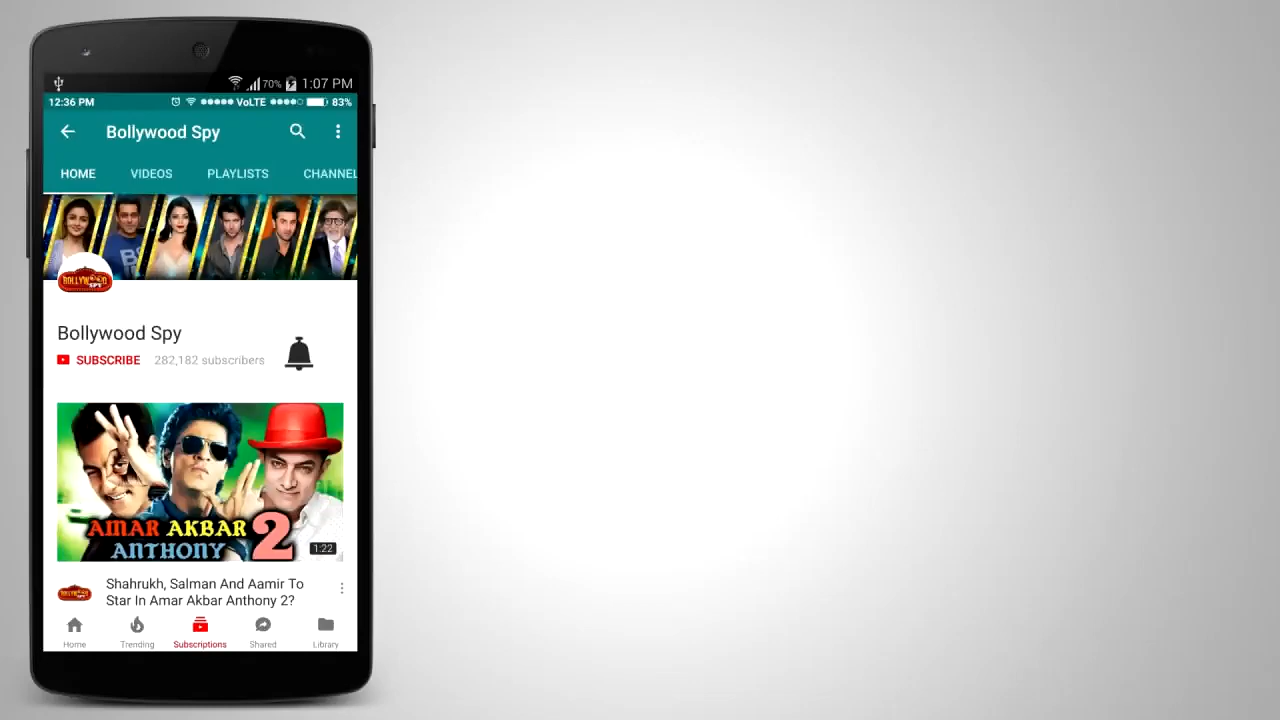 70% 1:07 PM
12:36 PM VoLTE 83%
Bollywood Spy
HOME VIDEOS PLAYLISTS CHANNEL
BOLLYWOOD
SPY
Bollywood Spy
SUBSCRIBE 282,182 subscribers
AMAR AKBAR 2
ANTHONY
1:22
Shahrukh, Salman And Aamir To
Star In Amar Akbar Anthony 2?
Home Trending Subscriptions Shared Library